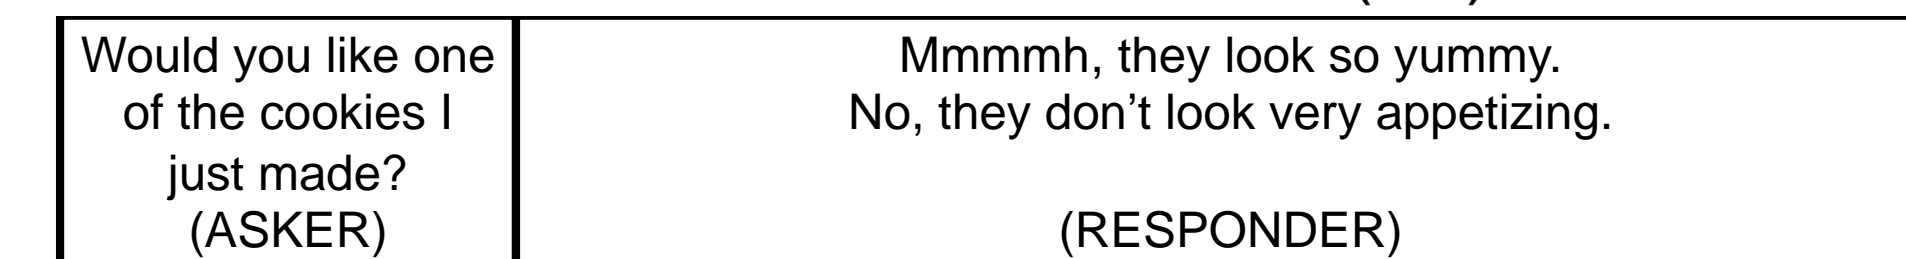 Would you like one
of the cookies I
just made?
(ASKER)
Mmmmh, they look so yummy.
No, they don’t look very appetizing.
(RESPONDER)